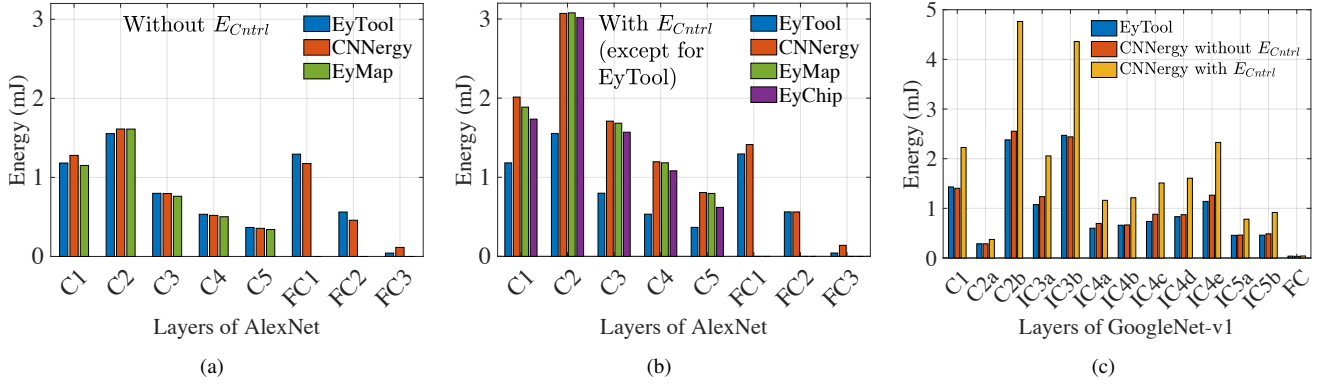 Without E_Cntrl
EyTool
CNNergy
EyMap
Energy (mJ)
3
2
1
0
C1 C2 C3 C4 C5 FC1 FC2 FC3
Layers of AlexNet
(a)
With E_Cntrl
(except for
EyTool)
EyTool
CNNergy
EyMap
EyChip
Energy (mJ)
3
2
1
0
C1 C2 C3 C4 C5 FC1 FC2 FC3
Layers of AlexNet
(b)
EyTool
CNNergy without E_Cntrl
CNNergy with E_Cntrl
Energy (mJ)
5
4
3
2
1
0
C1 C2a C2b IC3a IC3b IC4a IC4b IC4c IC4d IC4e IC5a IC5b FC
Layers of GoogleNet-v1
(c)